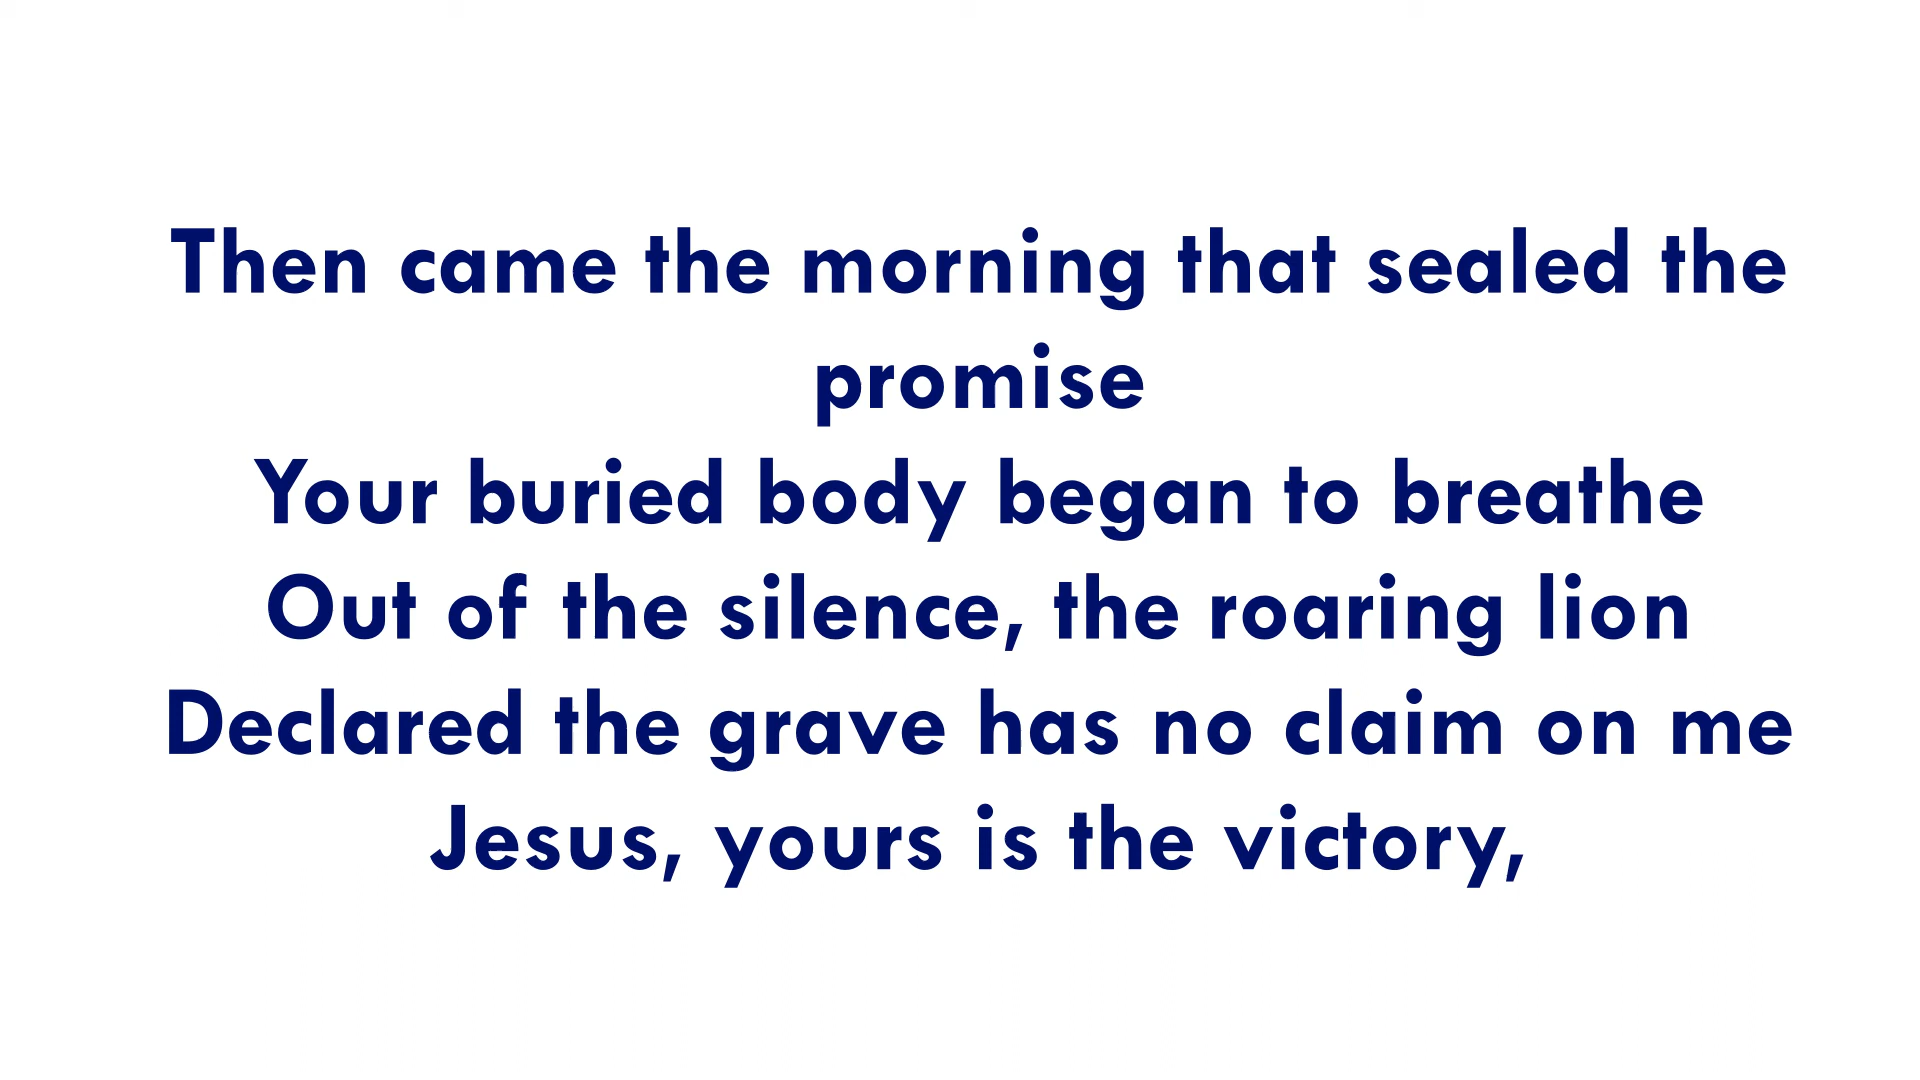 Then came the morning that sealed the
promise
Your buried body began to breathe
Out of the silence, the roaring lion
Declared the grave has no claim on me
Jesus, yours is the victory,